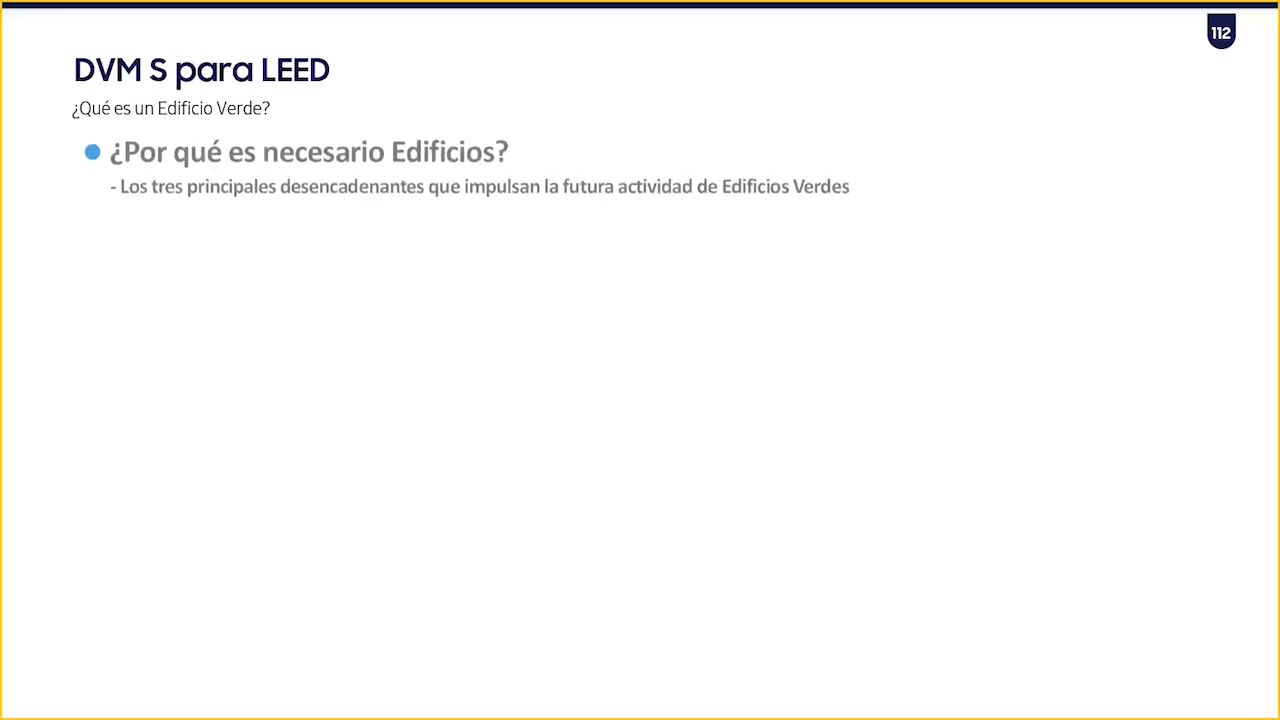 112
DVM S para LEED
¿Qué es un Edificio Verde?
¿Por qué es necesario Edificios?
- Los tres principales desencadenantes que impulsan la futura actividad de Edificios Verdes